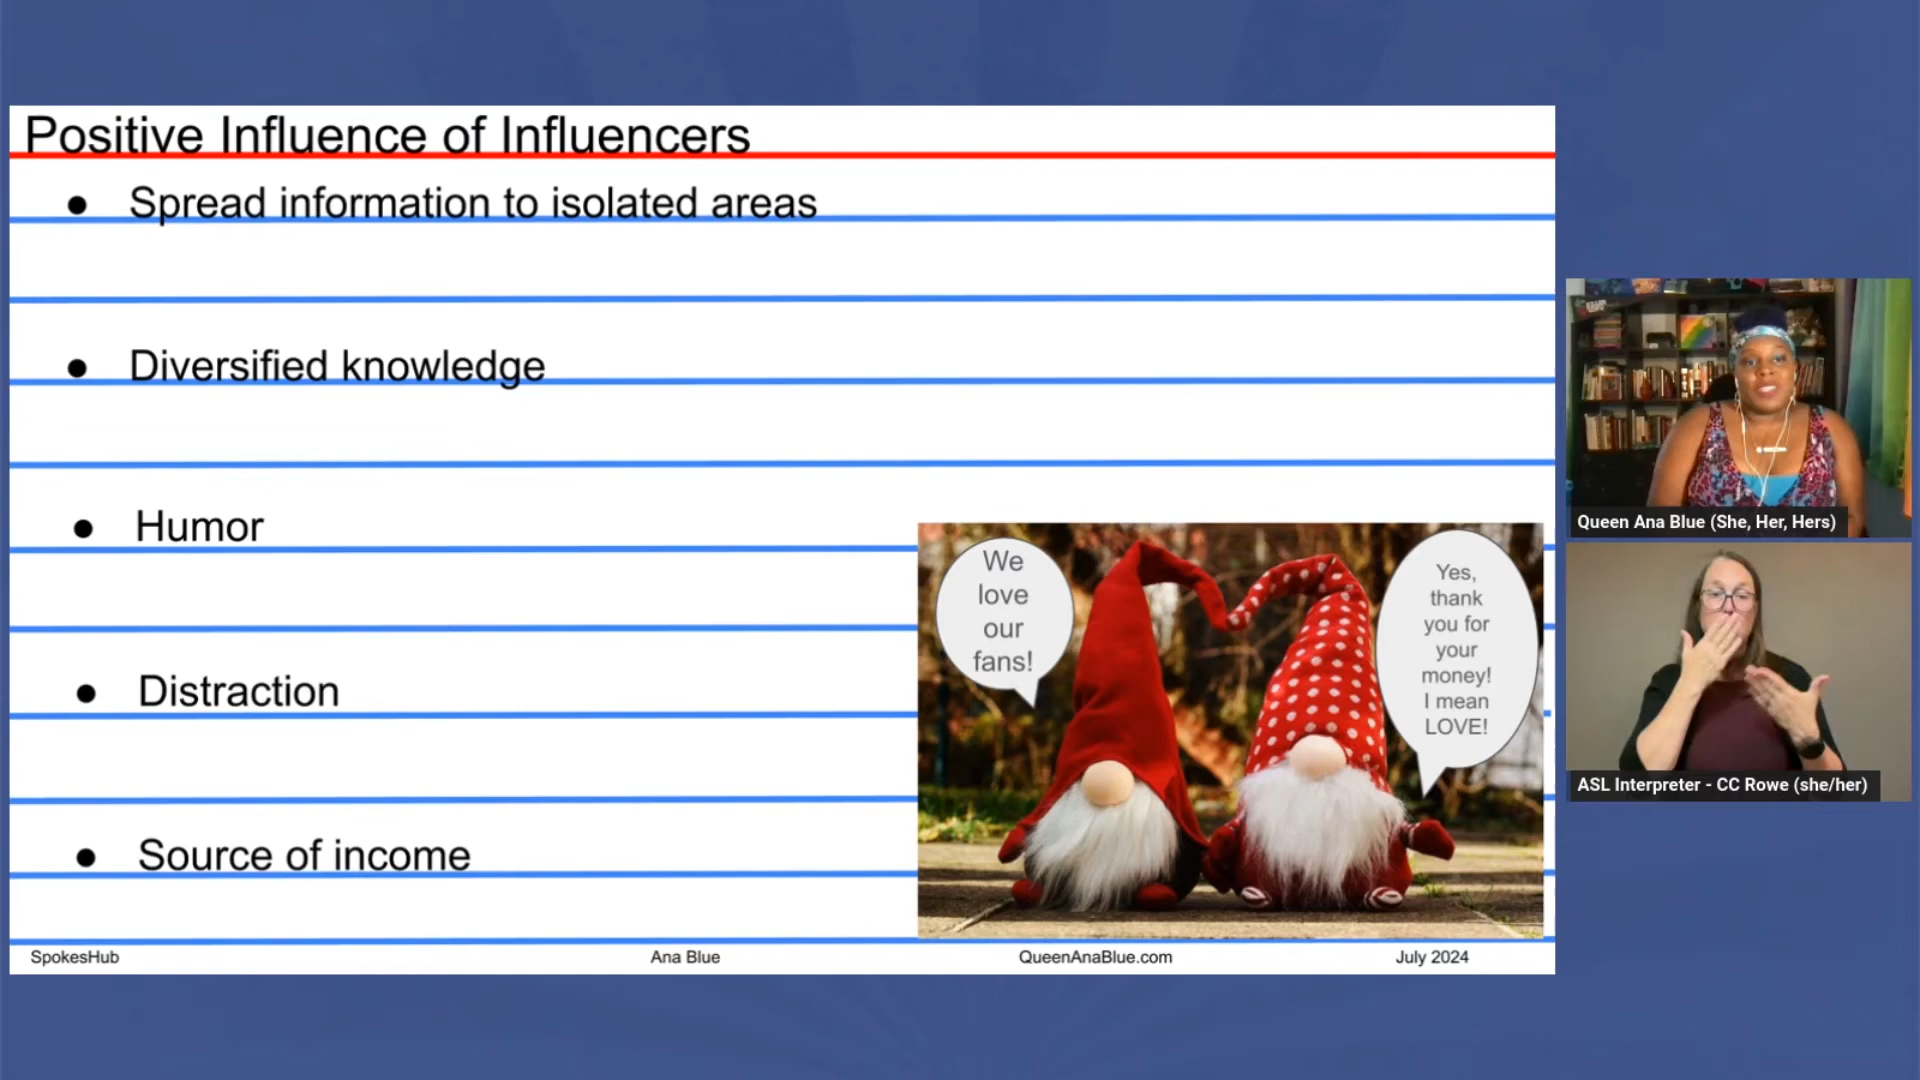 Positive Influence of Influencers
● Spread information to isolated areas
● Diversified knowledge
● Humor
● Distraction
● Source of income
We
love
our
fans!
Yes,
thank
you for
your
money!
I mean
LOVE!
SpokesHub Ana Blue QueenAnaBlue.com July 2024
Queen Ana Blue (She, Her, Hers)
ASL Interpreter - CC Rowe (she/her)